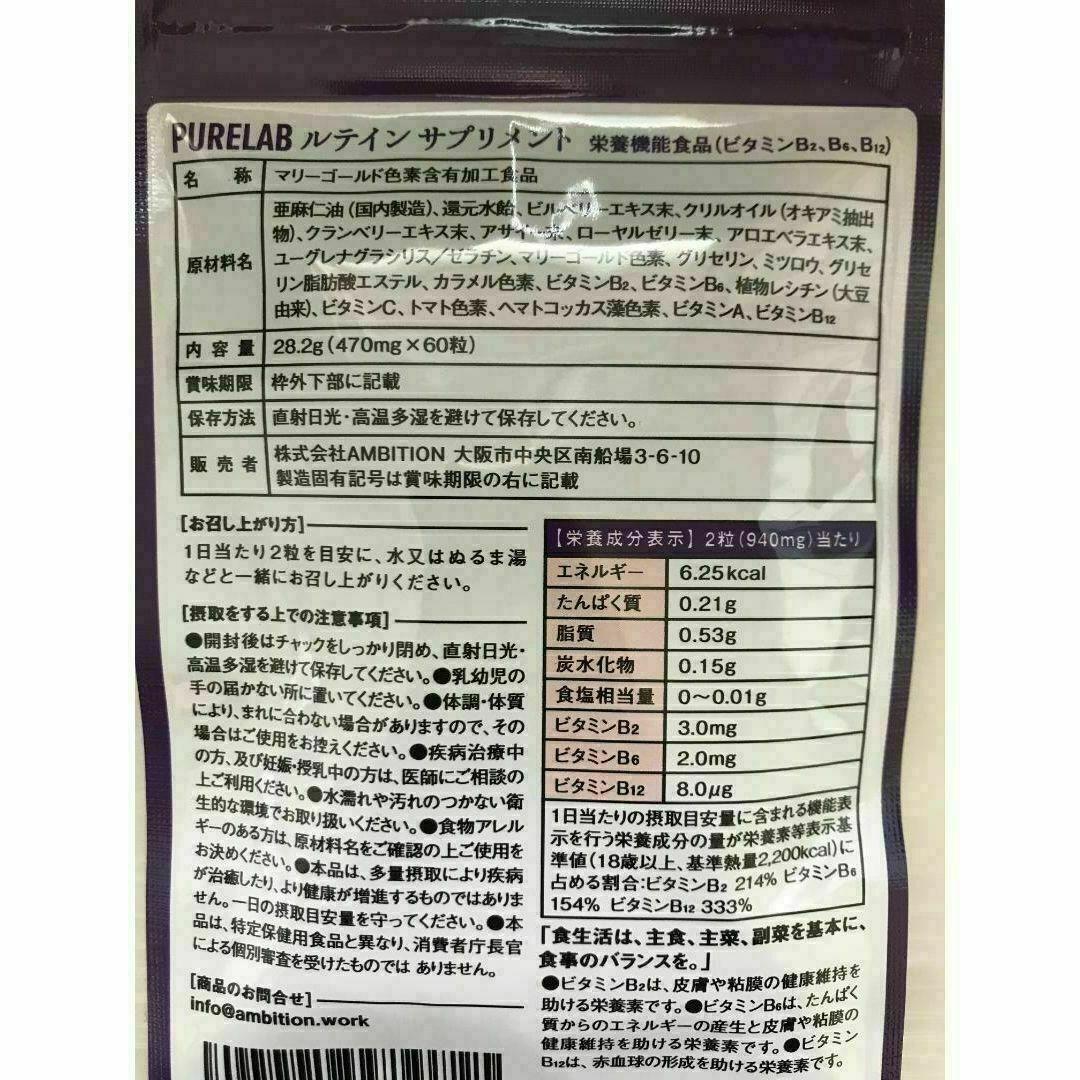 PURELAB ルテイン サプリメント 栄養機能食品(ビタミンB2、B6、B12)
名称 マリーゴールド色素含有加工食品
原材料名
亜麻仁油(国内製造)、還元水飴、ビルベリーエキス末、クリルオイル(オキアミ抽出
物)、クランベリーエキス末、アサイー末、ローヤルゼリー末、アロエベラエキス末、
ユーグレナグラシリス/ゼラチン、マリーゴールド色素、グリセリン、ミツロウ、グリセ
リン脂肪酸エステル、カラメル色素、ビタミンB2、ビタミンB6、植物レシチン(大豆
由来)、ビタミンC、トマト色素、ヘマトコッカス藻色素、ビタミンA、ビタミンB12
内容量 28.2g(470mg×60粒)
賞味期限 枠外下部に記載
保存方法 直射日光・高温多湿を避けて保存してください。
販売者
株式会社AMBITION 大阪市中央区南船場3-6-10
製造固有記号は賞味期限の右に記載
[お召し上がり方]
1日当たり2粒を目安に、水又はぬるま湯
などと一緒にお召し上がりください。
[摂取をする上での注意事項]
●開封後はチャックをしっかり閉め、直射日光・
高温多湿を避けて保存してください。●乳幼児の
手の届かない所に置いてください。●体調・体質
により、まれに合わない場合がありますので、その
場合はご使用をお控えください。●疾病治療中
の方、及び妊娠・授乳中の方は、医師にご相談の
上ご利用ください。●水濡れや汚れのつかない衛
生的な環境でお取り扱いください。●食物アレル
ギーのある方は、原材料名をご確認の上ご使用を
お決めください。●本品は、多量摂取により疾病
が治癒したり、より健康が増進するものではありま
せん。一日の摂取目安量を守ってください。●本
品は、特定保健用食品と異なり、消費者庁長官
による個別審査を受けたものでは ありません。
[商品のお問合せ]
info@ambition.work
【栄養成分表示】2粒(940mg)当たり
エネルギー 6.25kcal
たんぱく質 0.21g
脂質 0.53g
炭水化物 0.15g
食塩相当量 0〜0.01g
ビタミンB2 3.0mg
ビタミンB6 2.0mg
ビタミンB12 8.0μg
1日当たりの摂取目安量に含まれる機能表
示を行う栄養成分の量が栄養素等表示基
準値(18歳以上、基準熱量2,200kcal)に
占める割合:ビタミンB2 214% ビタミンB6
154% ビタミンB12 333%
「食生活は、主食、主菜、副菜を基本に、
食事のバランスを。」
●ビタミンB2は、皮膚や粘膜の健康維持を
助ける栄養素です。●ビタミンB6は、たんぱく
質からのエネルギーの産生と皮膚や粘膜の
健康維持を助ける栄養素です。●ビタミン
B12は、赤血球の形成を助ける栄養素です。